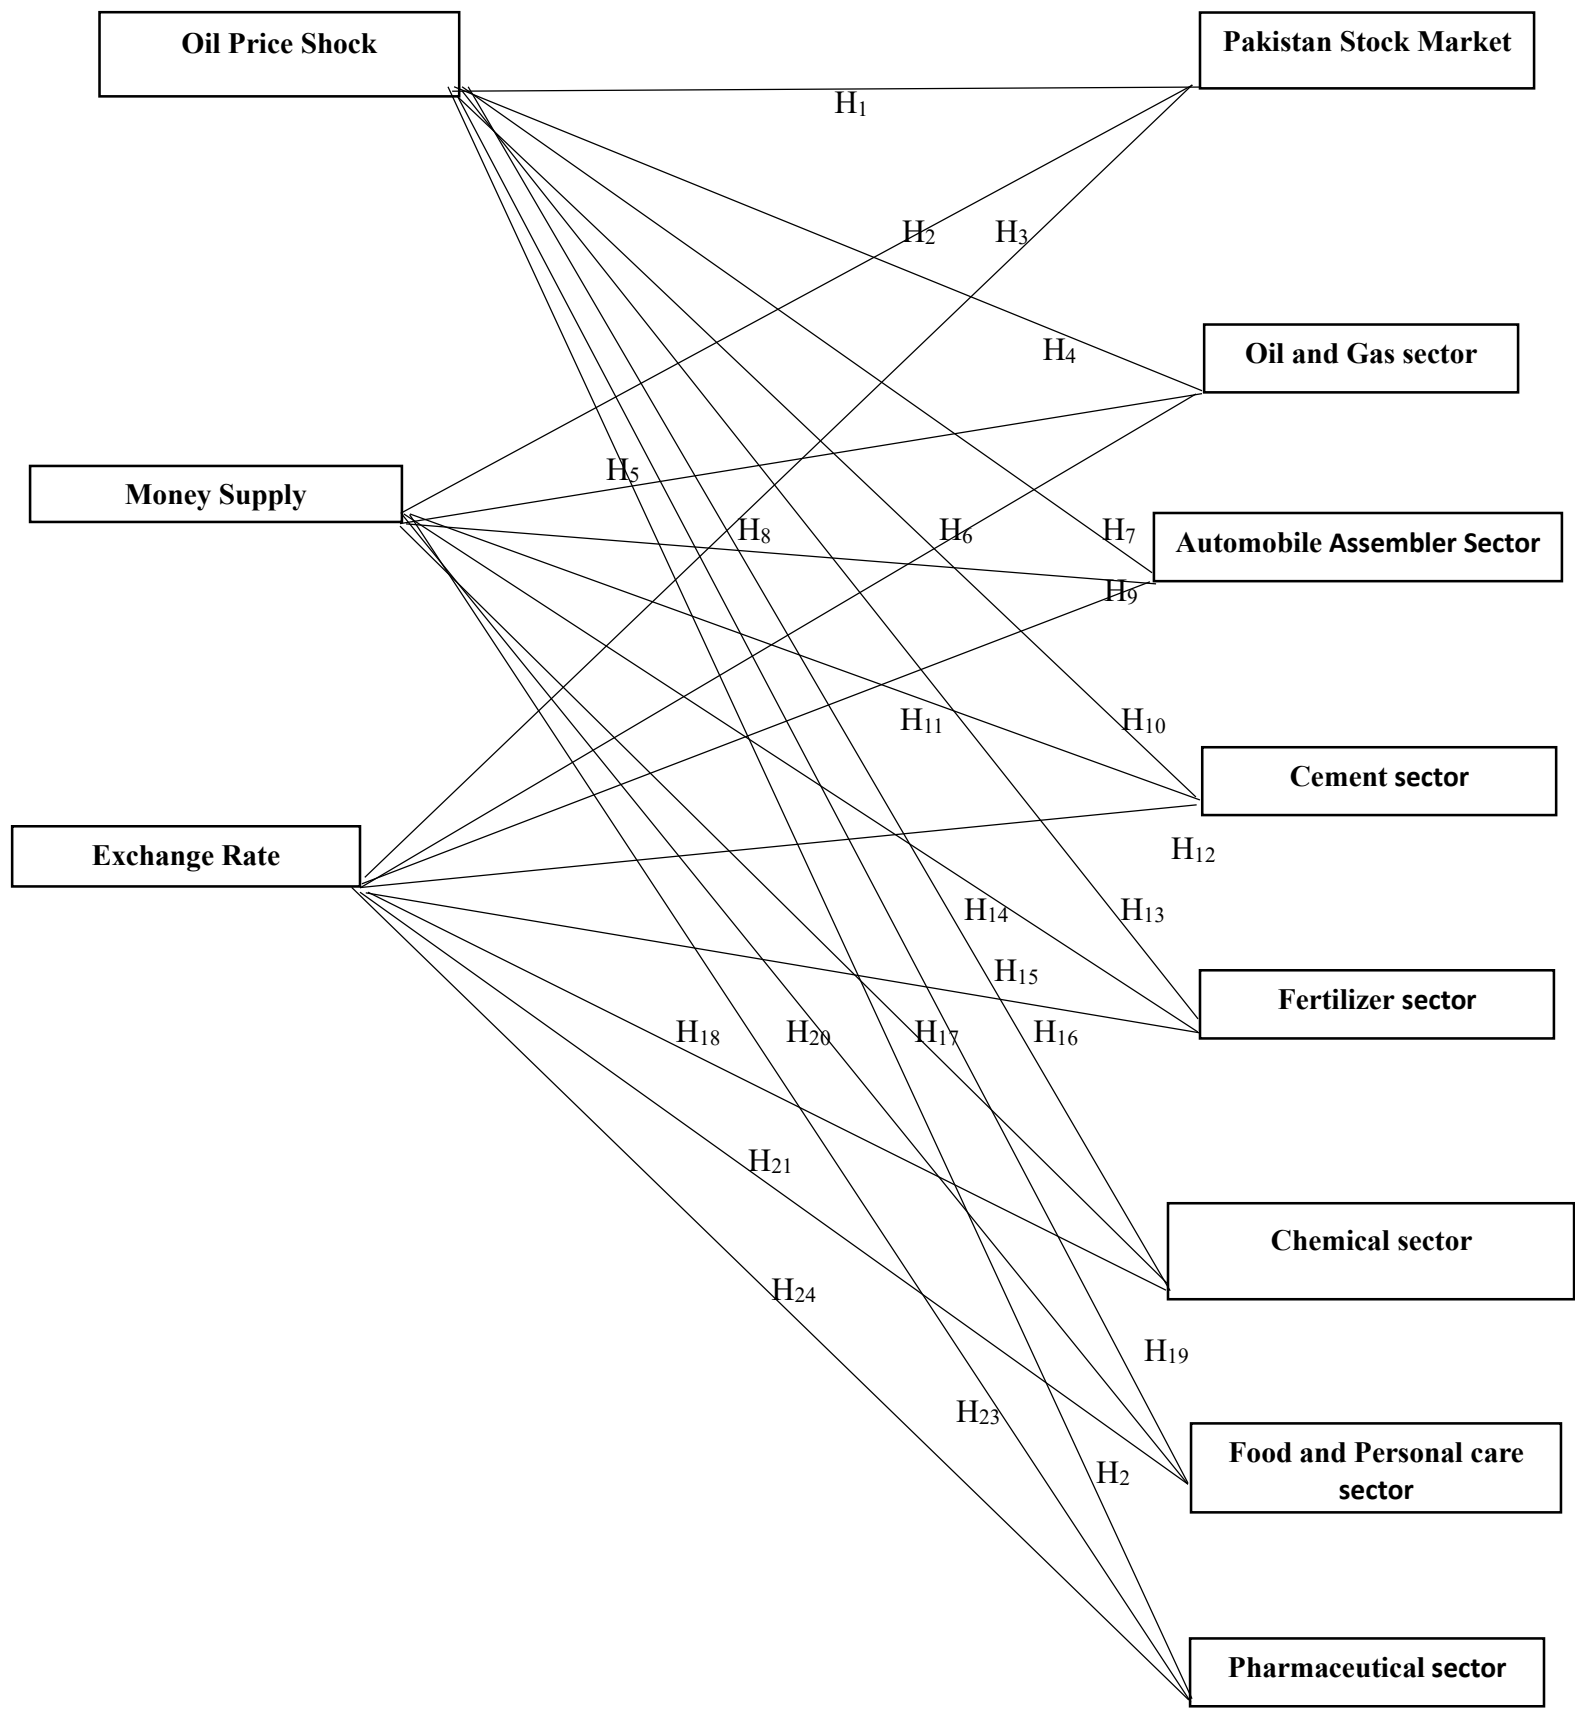 Oil Price Shock
Pakistan Stock Market
H1
H2
H3
H4
Oil and Gas sector
H5
Money Supply
H8
H6
H7
Automobile Assembler Sector
H9
H11
H10
Cement sector
Exchange Rate
H12
H14
H13
H15
Fertilizer sector
H18
H20
H17
H16
H21
Chemical sector
H24
H19
H23
Food and Personal care
sector
H2
Pharmaceutical sector